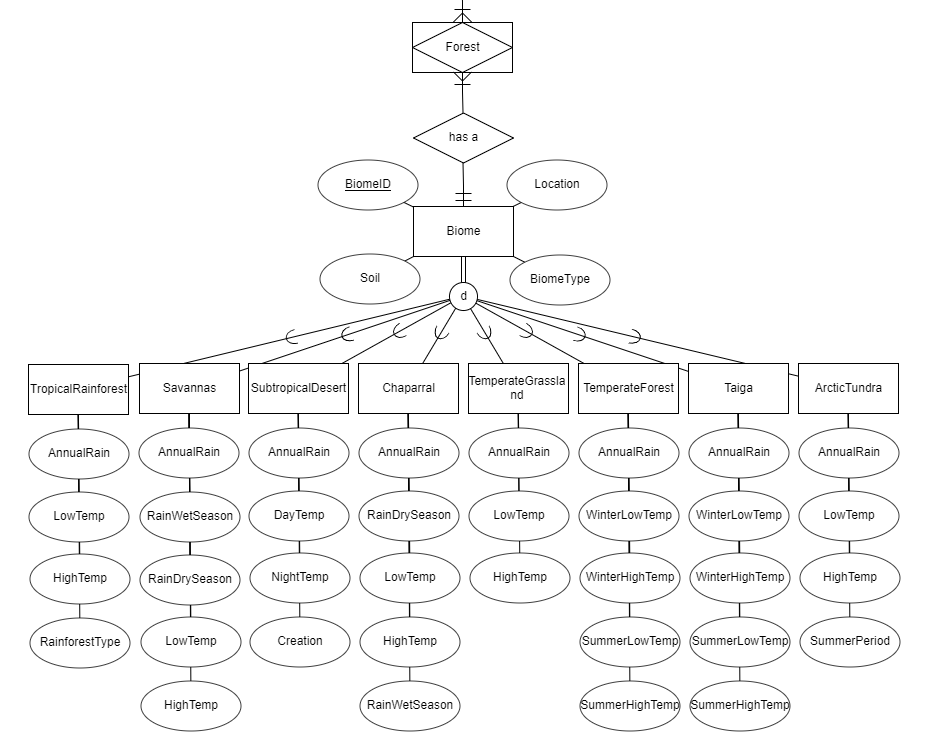 Forest
has a
BiomeID
Location
Biome
Soil
BiomeType
d
TropicalRainforest
Savannas
SubtropicalDesert
Chaparral
TemperateGrassla
nd
TemperateForest
Taiga
ArcticTundra
AnnualRain
AnnualRain
AnnualRain
AnnualRain
AnnualRain
AnnualRain
AnnualRain
AnnualRain
LowTemp
RainWetSeason
DayTemp
RainDrySeason
LowTemp
WinterLowTemp
WinterLowTemp
LowTemp
HighTemp
RainDrySeason
NightTemp
LowTemp
HighTemp
WinterHighTemp
WinterHighTemp
HighTemp
RainforestType
LowTemp
Creation
HighTemp
SummerLowTemp
SummerLowTemp
SummerPeriod
HighTemp
RainWetSeason
SummerHighTemp
SummerHighTemp